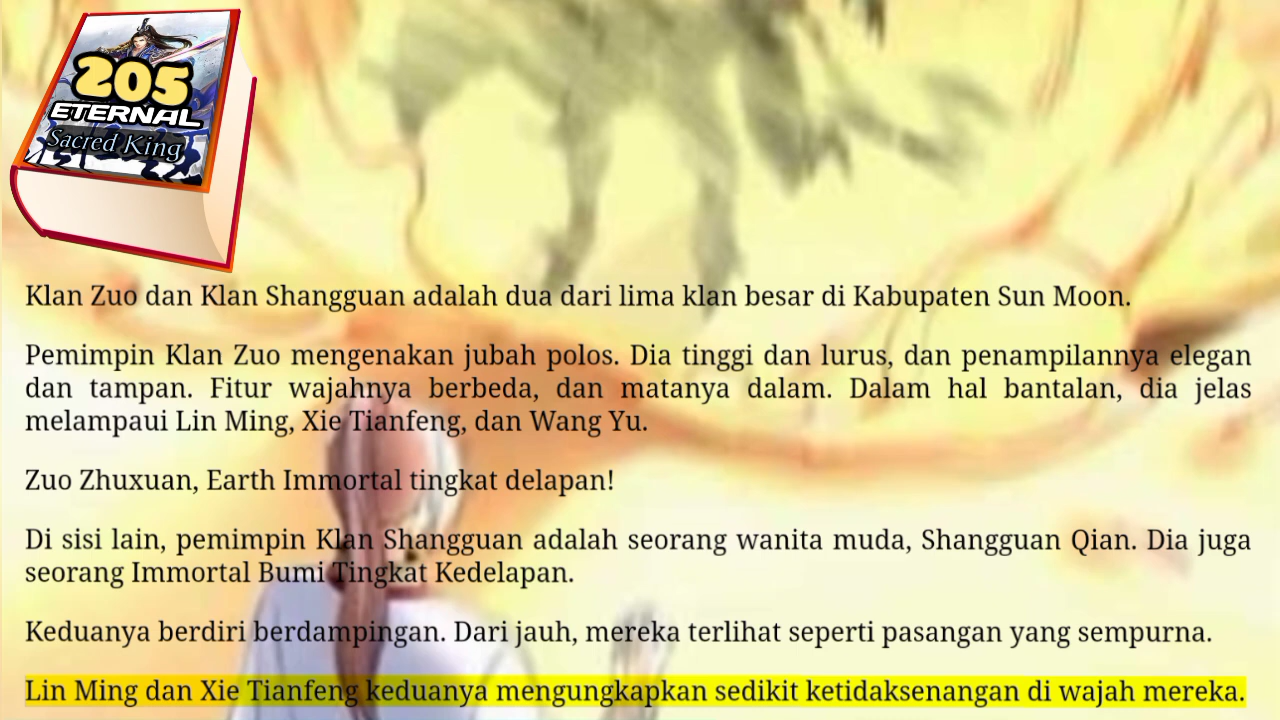 205
ETERNAL
Sacred King
Klan Zuo dan Klan Shangguan adalah dua dari lima klan besar di Kabupaten Sun Moon.
Pemimpin Klan Zuo mengenakan jubah polos. Dia tinggi dan lurus, dan penampilannya elegan
dan tampan. Fitur wajahnya berbeda, dan matanya dalam. Dalam hal bantalan, dia jelas
melampaui Lin Ming, Xie Tianfeng, dan Wang Yu.
Zuo Zhuxuan, Earth Immortal tingkat delapan!
Di sisi lain, pemimpin Klan Shangguan adalah seorang wanita muda, Shangguan Qian. Dia juga
seorang Immortal Bumi Tingkat Kedelapan.
Keduanya berdiri berdampingan. Dari jauh, mereka terlihat seperti pasangan yang sempurna.
Lin Ming dan Xie Tianfeng keduanya mengungkapkan sedikit ketidaksenangan di wajah mereka.